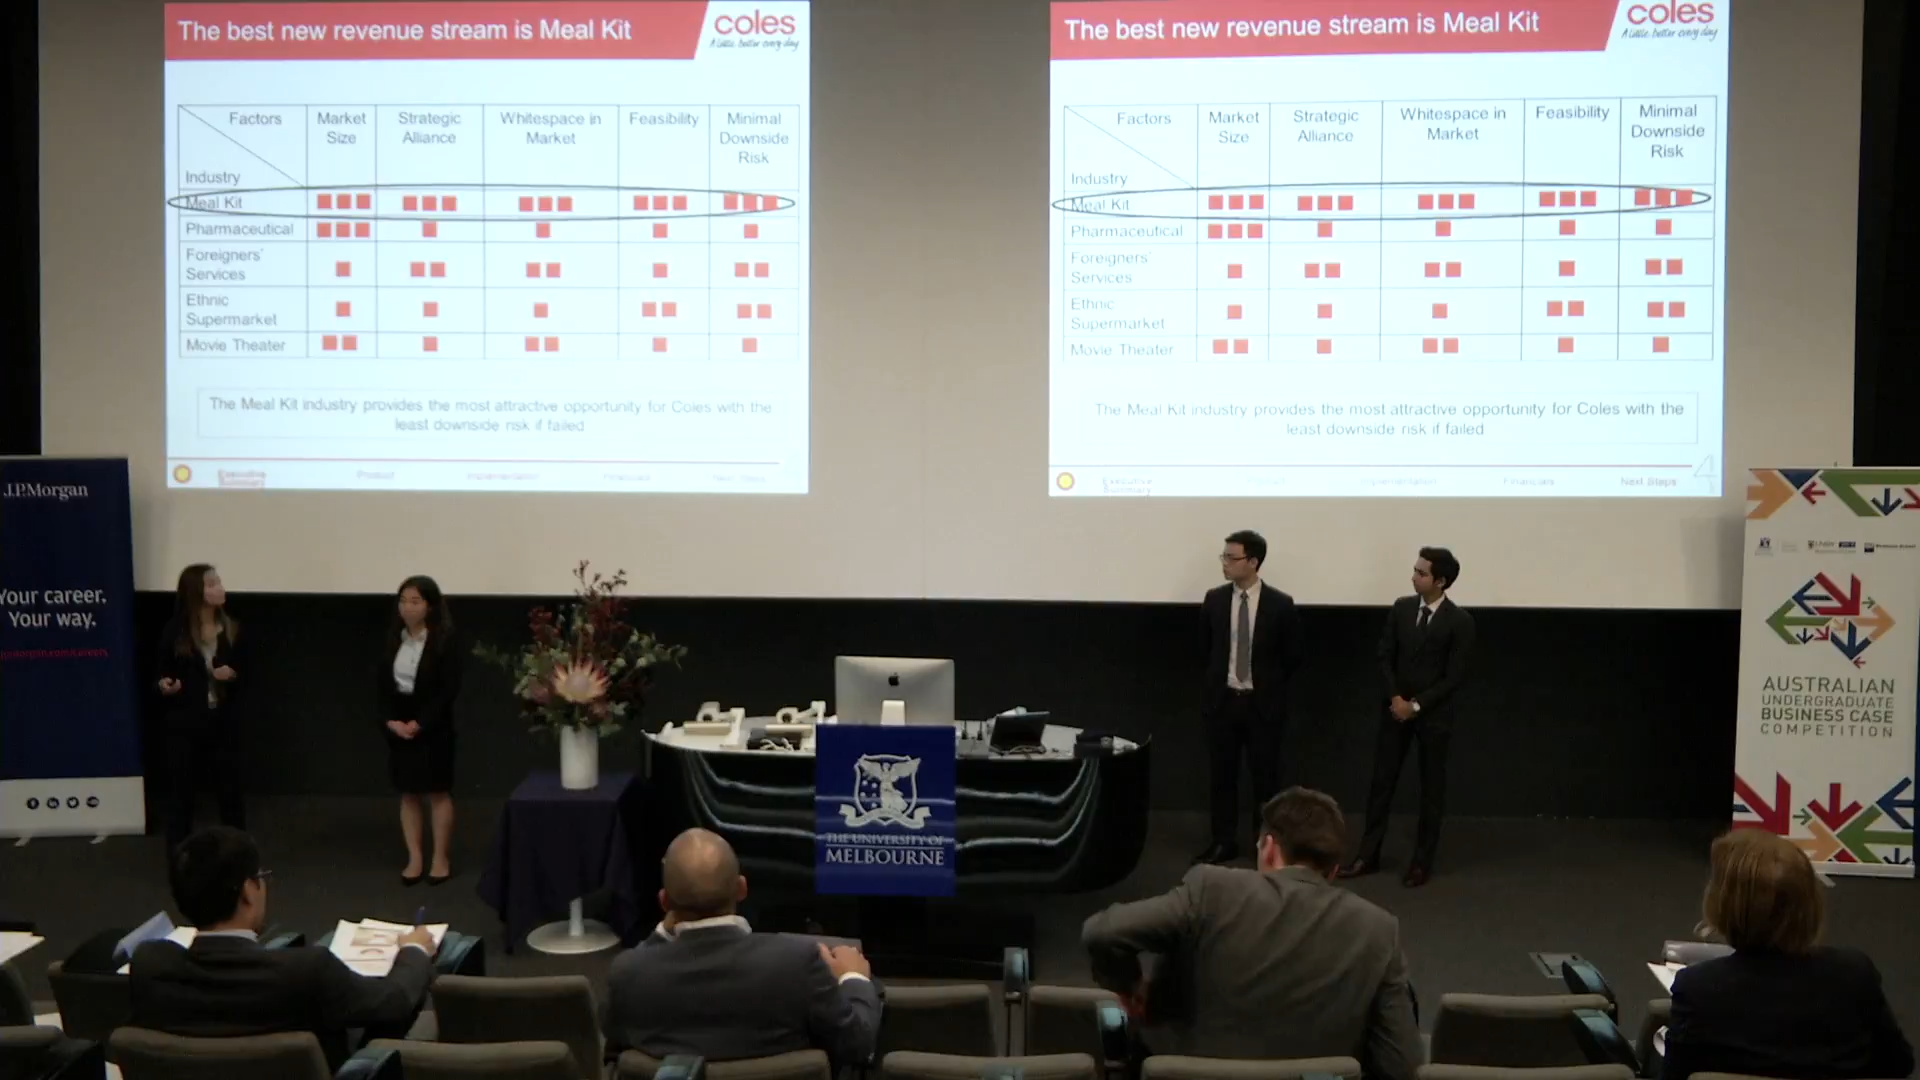 The best new revenue stream is Meal Kit
coles
A little better every day
Factors
Industry
Market
Size
Strategic
Alliance
Whitespace in
Market
Feasibility
Minimal
Downside
Risk
Meal Kit
Pharmaceutical
Foreigners'
Services
Ethnic
Supermarket
Movie Theater
The Meal Kit industry provides the most attractive opportunity for Coles with the
least downside risk if failed
Executive
Summary
Product
Implementation
Financials
Next Steps
The best new revenue stream is Meal Kit
coles
A little better every day
Factors
Industry
Market
Size
Strategic
Alliance
Whitespace in
Market
Feasibility
Minimal
Downside
Risk
Meal Kit
Pharmaceutical
Foreigners'
Services
Ethnic
Supermarket
Movie Theater
The Meal Kit industry provides the most attractive opportunity for Coles with the
least downside risk if failed
Executive
Summary
Product
Implementation
Financials
Next Steps
4
J.P.Morgan
Your career.
Your way.
jpmorgan.com/careers
THE UNIVERSITY OF
MELBOURNE
AUSTRALIAN
UNDERGRADUATE
BUSINESS CASE
COMPETITION